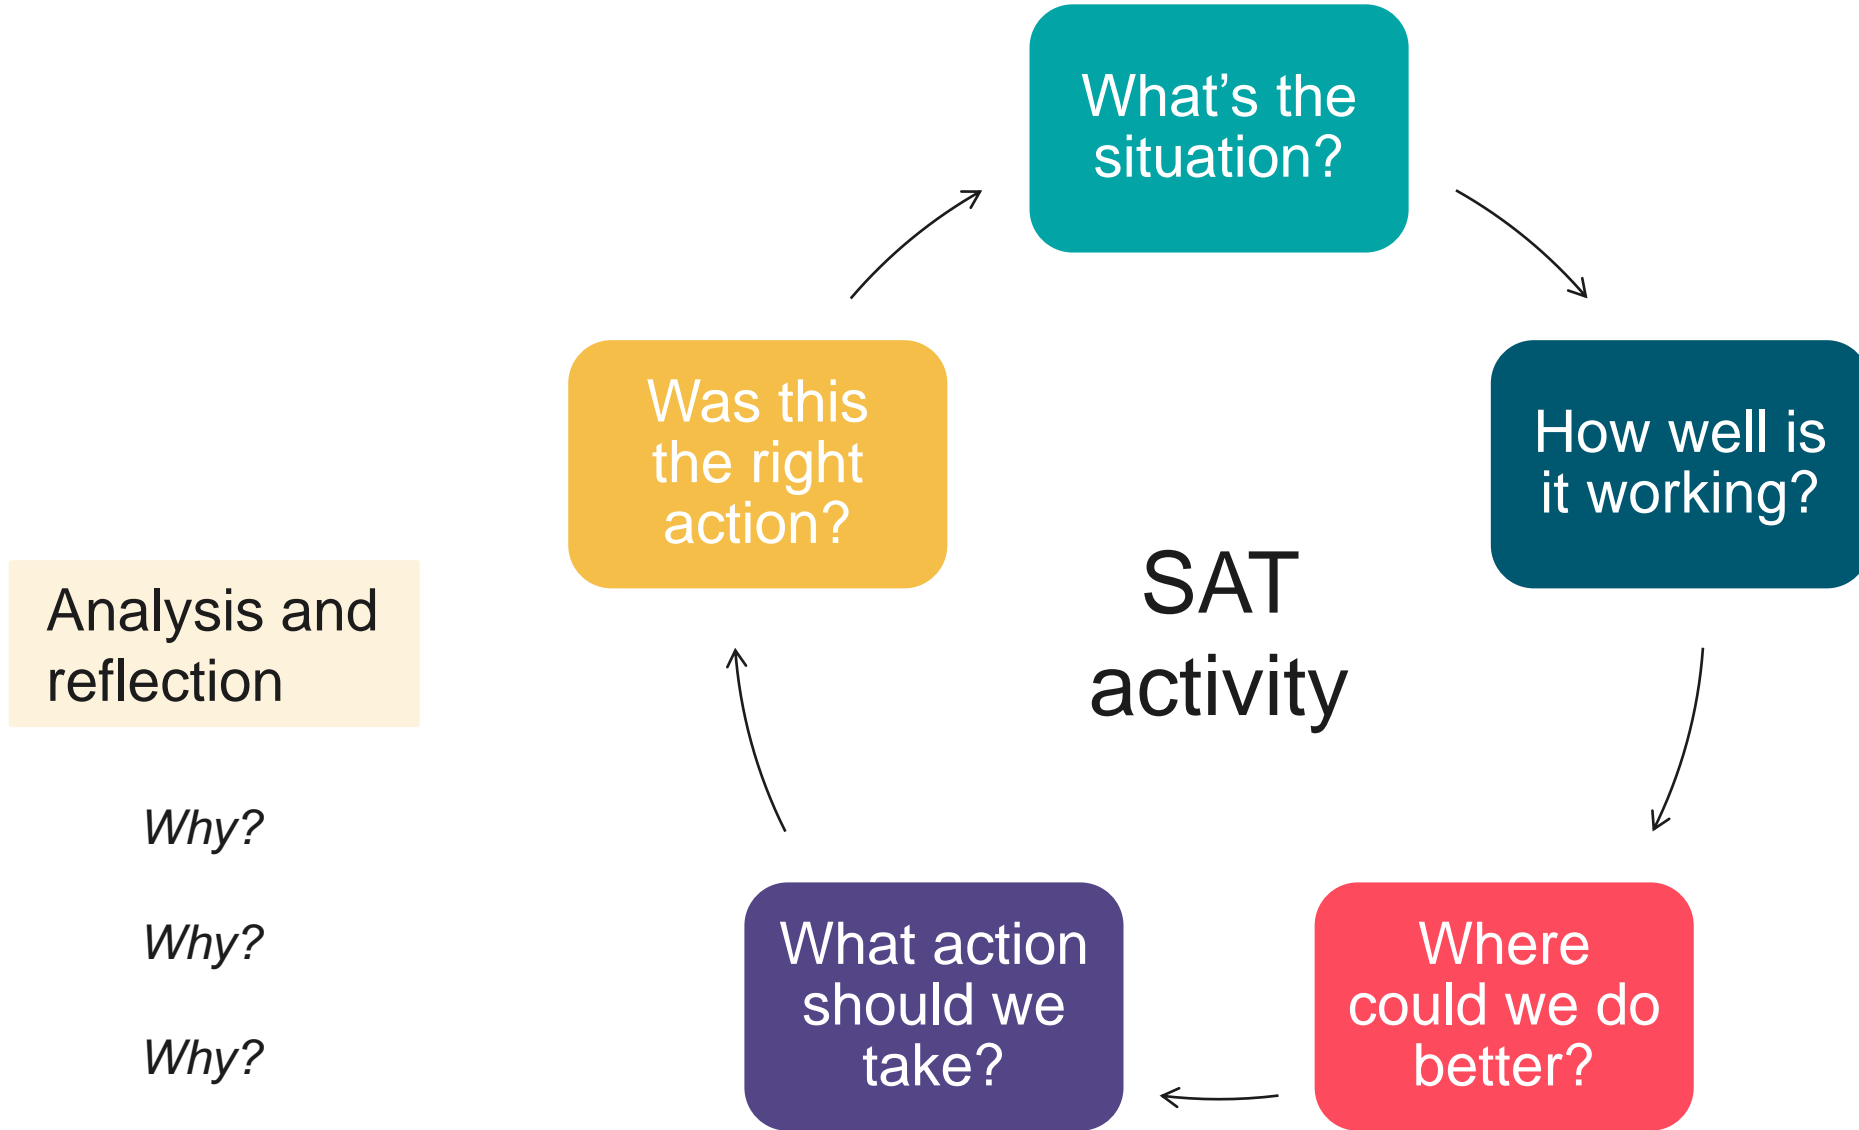 What’s the
situation?
How well is
it working?
Where
could we do
better?
What action
should we
take?
Was this
the right
action?
SAT
activity
Analysis and
reflection
Why?
Why?
Why?